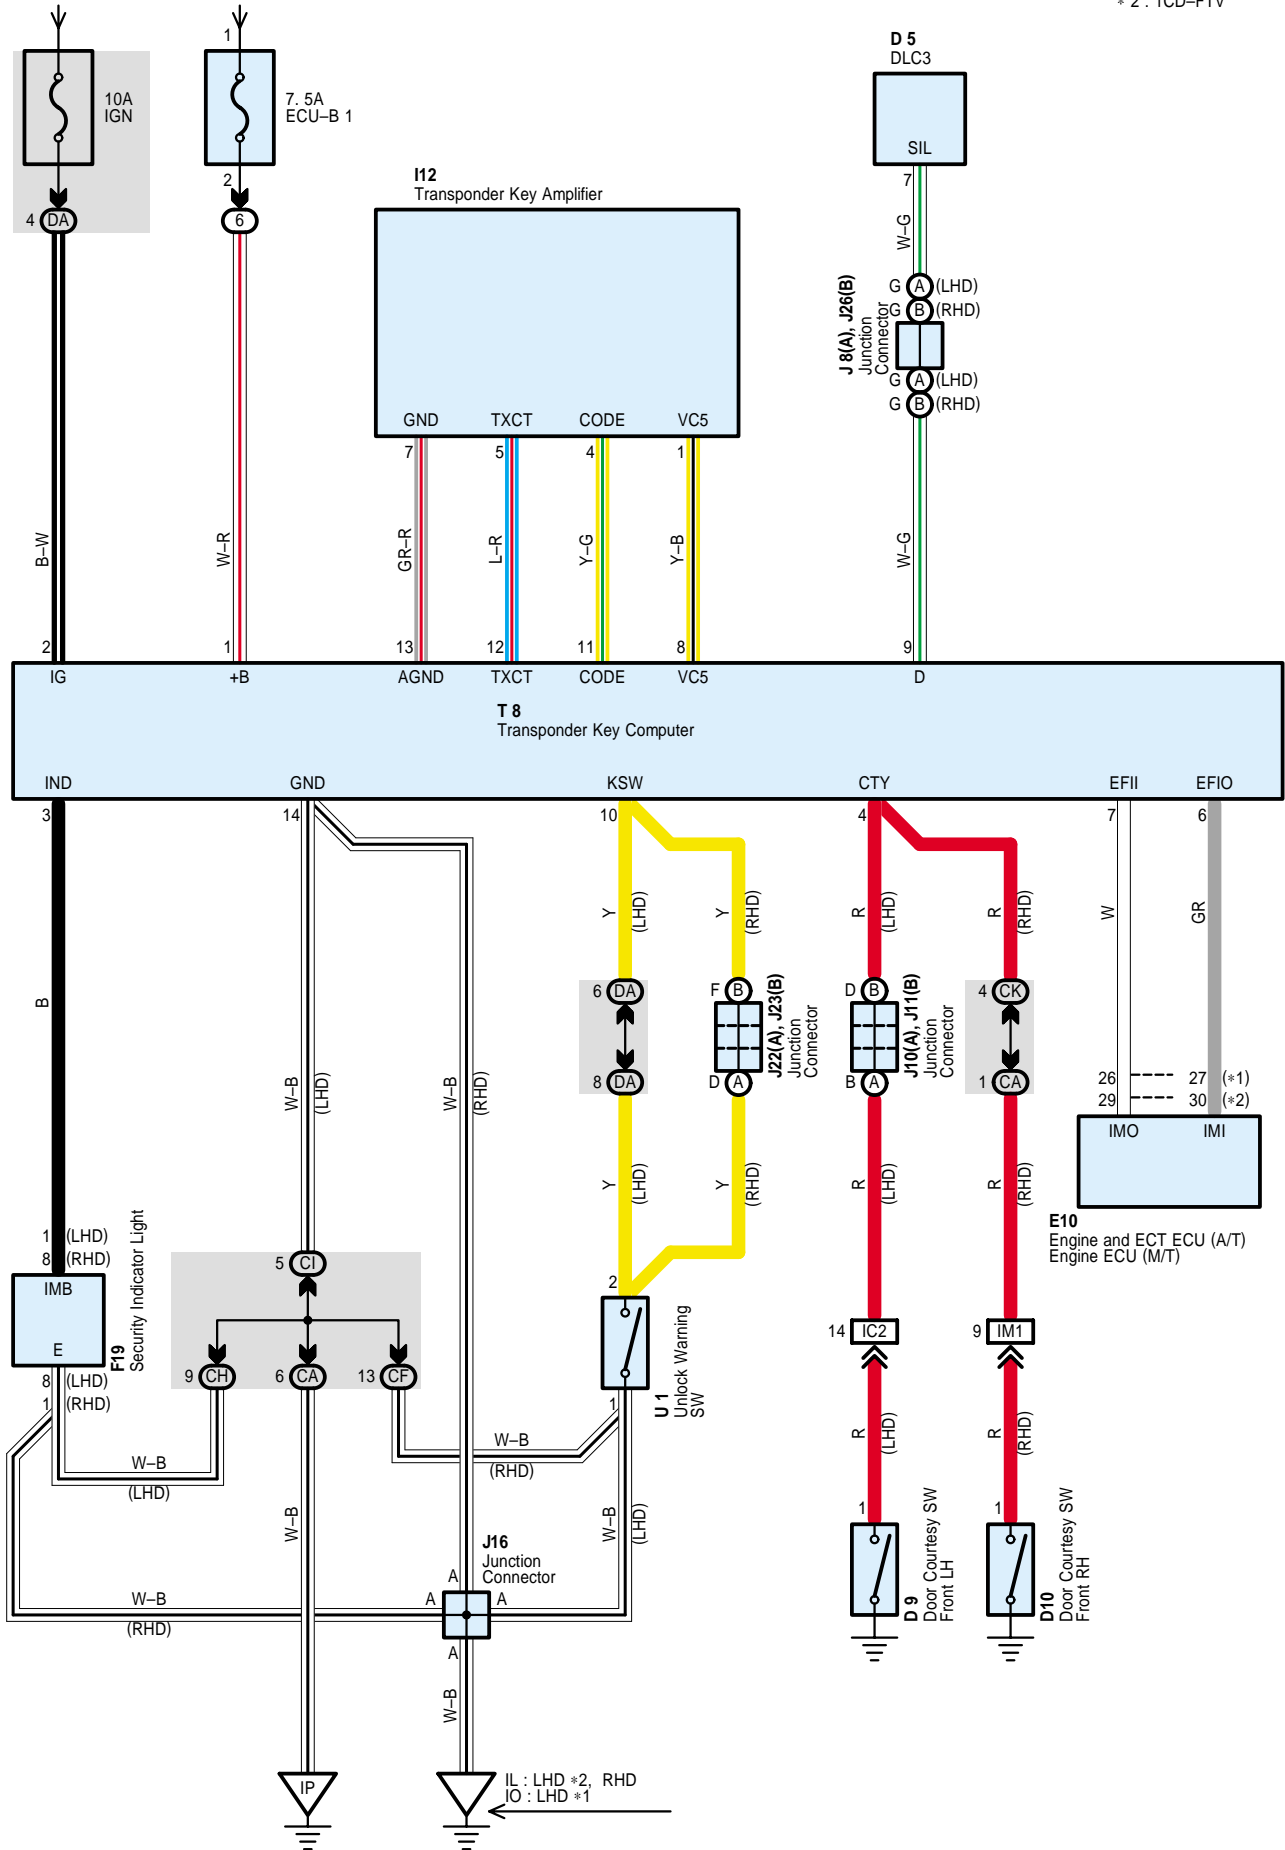 * 2 : 1CD–FTV
1
10A
IGN
7. 5A
ECU–B 1
D 5
DLC3
SIL
7
2
4 DA
6
I12
Transponder Key Amplifier
W–G
G A (LHD)
G B (RHD)
J 8(A), J26(B)
Junction
Connector
G A (LHD)
G B (RHD)
GND TXCT CODE VC5
7 5 4 1
B–W
W–R
GR–R
L–R
Y–G
Y–B
W–G
2 1 13 12 11 8 9
IG +B AGND TXCT CODE VC5 D
T 8
Transponder Key Computer
IND GND KSW CTY EFII EFIO
3 14 10 4 7 6
Y (LHD)
Y (RHD)
R (LHD)
R (RHD)
W
GR
B
6 DA
F B
D B
4 CK
J22(A), J23(B)
Junction
Connector
J10(A), J11(B)
Junction
Connector
W–B (LHD)
W–B (RHD)
8 DA
D A
B A
1 CA
26 27 (*1)
29 30 (*2)
IMO IMI
E10
Engine and ECT ECU (A/T)
Engine ECU (M/T)
Y (LHD)
Y (RHD)
R (LHD)
R (RHD)
1 (LHD)
8 (RHD)
IMB
E
F19
Security Indicator Light
8 (LHD)
1 (RHD)
5 CI
9 CH
6 CA
13 CF
2
U 1
Unlock Warning
SW
1
14 IC2
9 IM1
W–B
(LHD)
W–B
(RHD)
R (LHD)
R (RHD)
W–B
W–B (LHD)
1 1
D 9
Door Courtesy SW
Front LH
D10
Door Courtesy SW
Front RH
J16
Junction
Connector
A
A A
A
W–B
(RHD)
W–B
IP
IL : LHD *2, RHD
IO : LHD *1